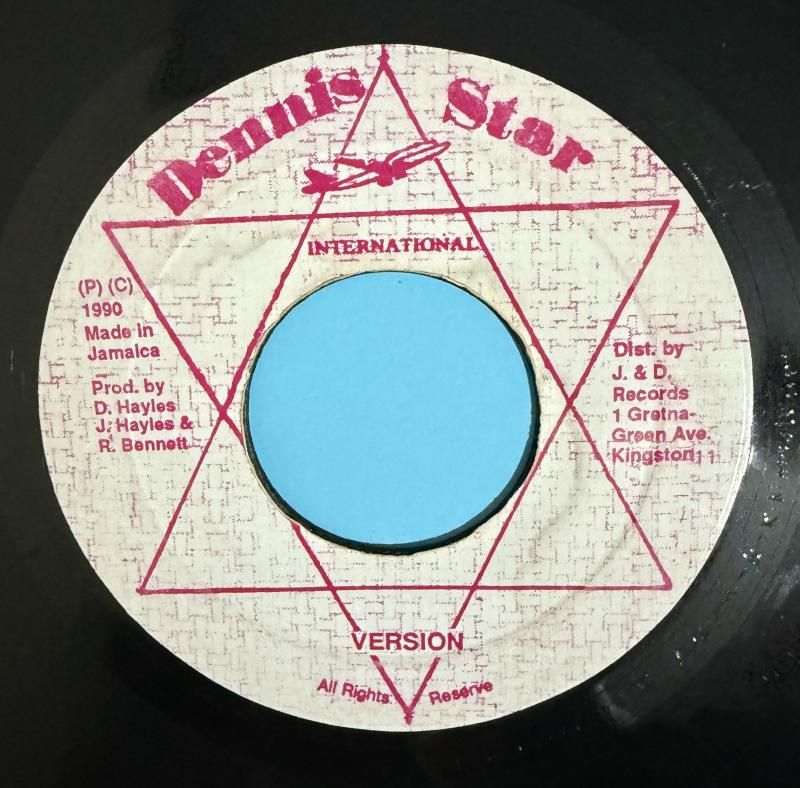 Dennis Star
INTERNATIONAL
(P) (C)
1990
Made in
Jamaica
Prod. by
D. Hayles
J. Hayles &
R. Bennett
Dist. by
J. & D.
Records
1 Gretna-
Green Ave.
Kingston 11
VERSION
All Rights Reserve